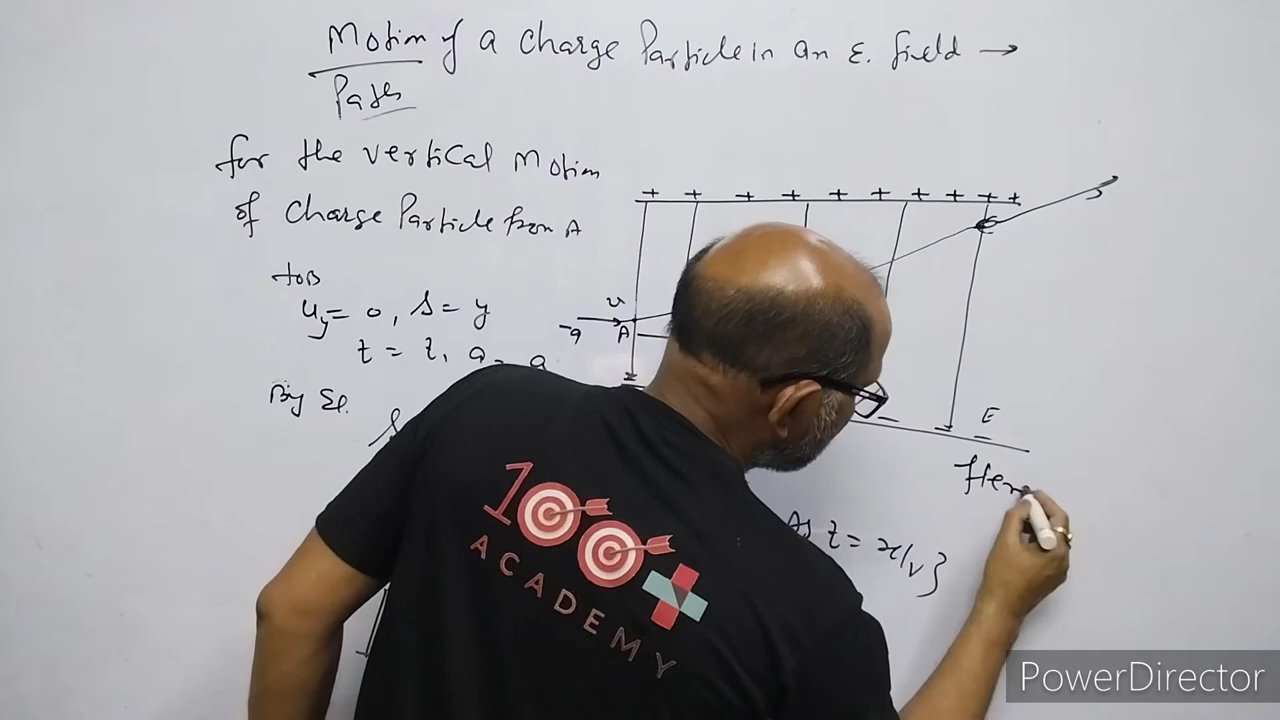 Motion of a Charge Particle in an E. field →
Path
for the vertical Motion
of Charge Particle from A
to B
uy = 0, s = y
t = t, a = a
By Eq.
s
+ + + + + + + + + +
v
-q
A
E
Hen
As t = x/v }
100+
ACADEMY
PowerDirector